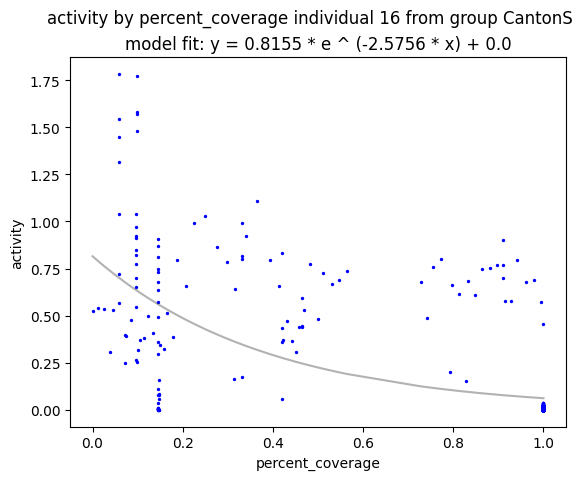 activity by percent_coverage individual 16 from group CantonS
model fit: y = 0.8155 * e ^ (-2.5756 * x) + 0.0
1.75
1.50
1.25
1.00
0.75
0.50
0.25
0.00
activity
0.0 0.2 0.4 0.6 0.8 1.0
percent_coverage